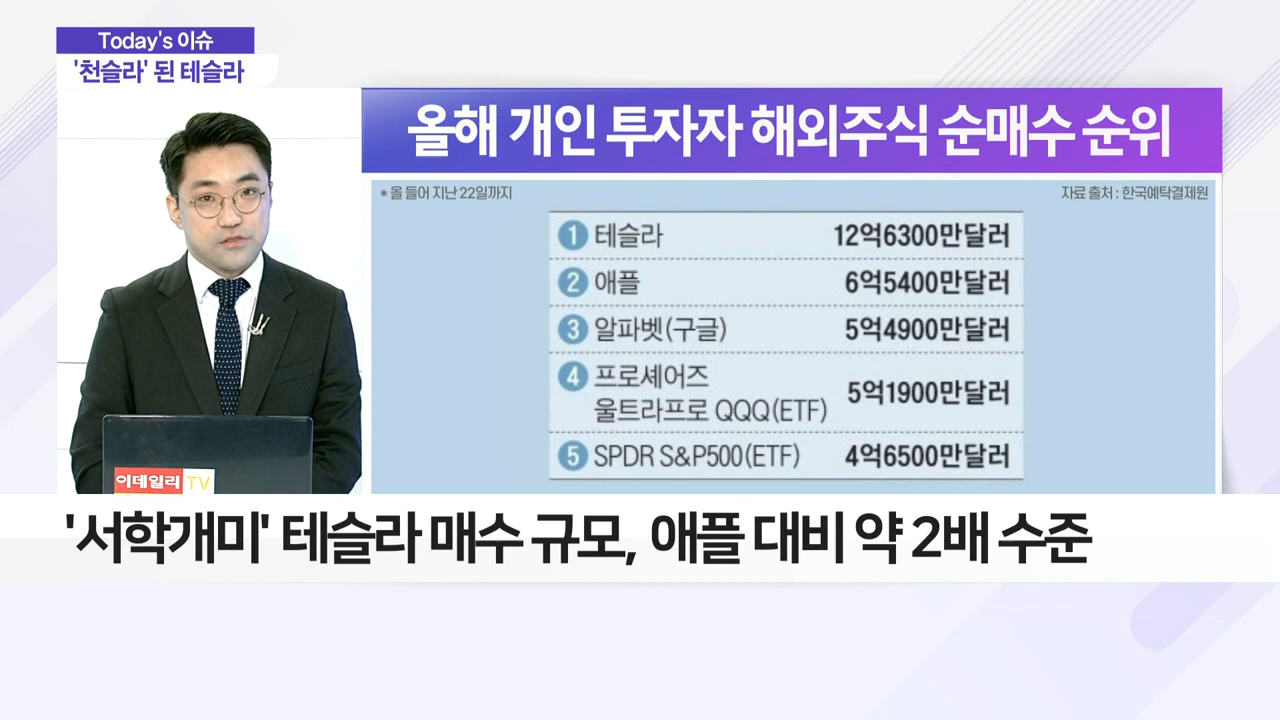 Today's 이슈
'천슬라' 된 테슬라
올해 개인 투자자 해외주식 순매수 순위
* 올 들어 지난 22일까지
자료 출처 : 한국예탁결제원
1 테슬라 12억6300만달러
2 애플 6억5400만달러
3 알파벳(구글) 5억4900만달러
4 프로셰어즈
울트라프로 QQQ(ETF) 5억1900만달러
5 SPDR S&P500(ETF) 4억6500만달러
이데일리 TV
'서학개미' 테슬라 매수 규모, 애플 대비 약 2배 수준